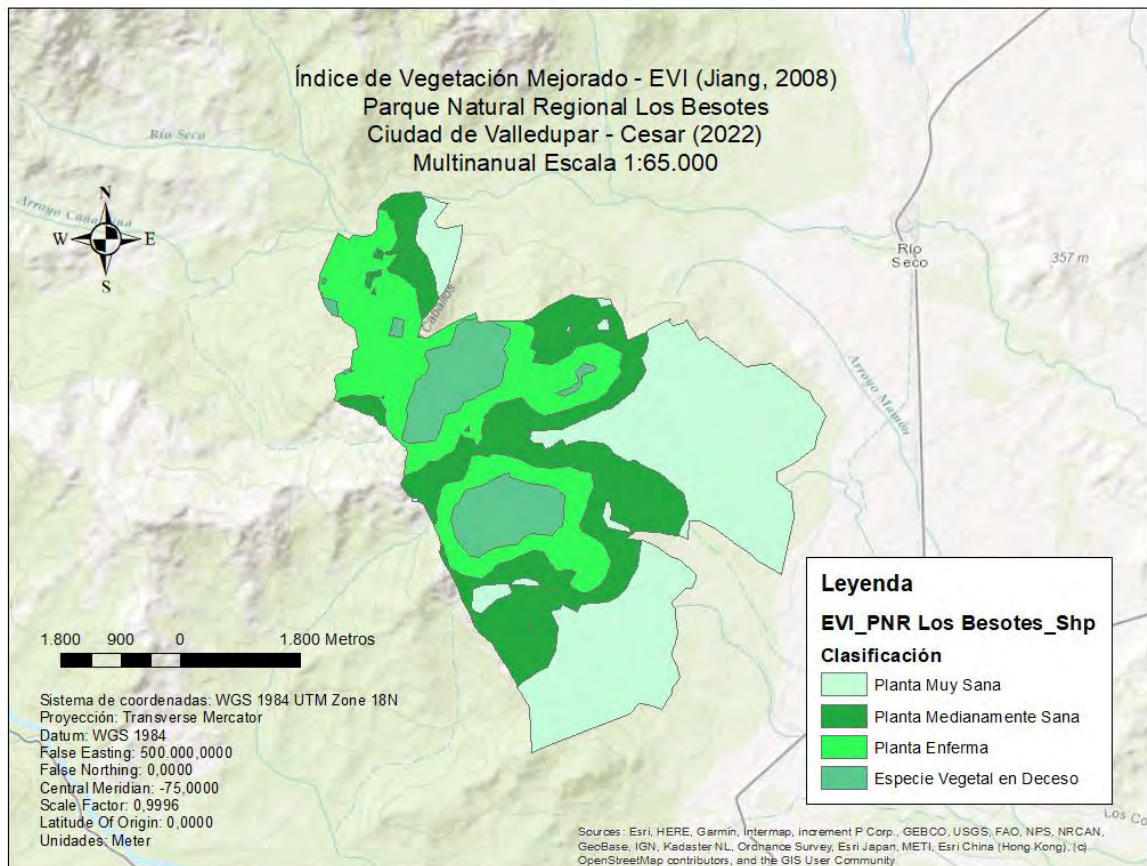 Índice de Vegetación Mejorado - EVI (Jiang, 2008)
Parque Natural Regional Los Besotes
Ciudad de Valledupar - Cesar (2022)
Multinanual Escala 1:65.000
Río Seco
Arroyo Cana
ina
N
W
E
S
Río
Seco
357 m
Caballos
Arroyo Mamón
1.800 900 0 1.800 Metros
Sistema de coordenadas: WGS 1984 UTM Zone 18N
Proyección: Transverse Mercator
Datum: WGS 1984
False Easting: 500.000,0000
False Northing: 0,0000
Central Meridian: -75,0000
Scale Factor: 0,9996
Latitude Of Origin: 0,0000
Unidades: Meter
Leyenda
EVI_PNR Los Besotes_Shp
Clasificación
Planta Muy Sana
Planta Medianamente Sana
Planta Enferma
Especie Vegetal en Deceso
Los Co
Sources: Esri, HERE, Garmin, Intermap, increment P Corp., GEBCO, USGS, FAO, NPS, NRCAN,
GeoBase, IGN, Kadaster NL, Ordnance Survey, Esri Japan, METI, Esri China (Hong Kong), (c)
OpenStreetMap contributors, and the GIS User Community